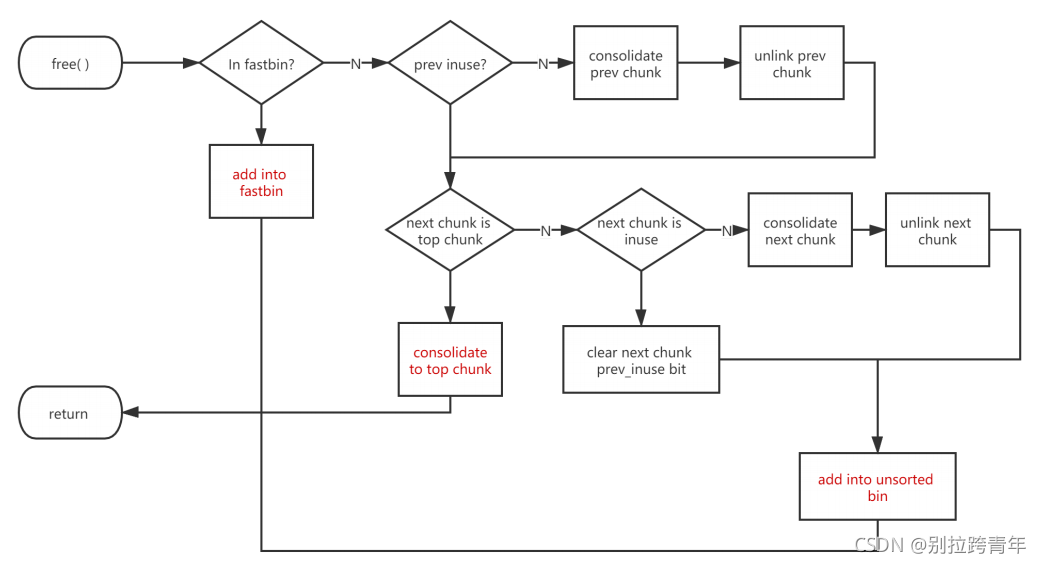 free( )
In fastbin?
N
prev inuse?
N
consolidate
prev chunk
unlink prev
chunk
add into
fastbin
next chunk is
top chunk
N
next chunk is
inuse
N
consolidate
next chunk
unlink next
chunk
consolidate
to top chunk
clear next chunk
prev_inuse bit
return
add into unsorted
bin
CSDN @别拉跨青年